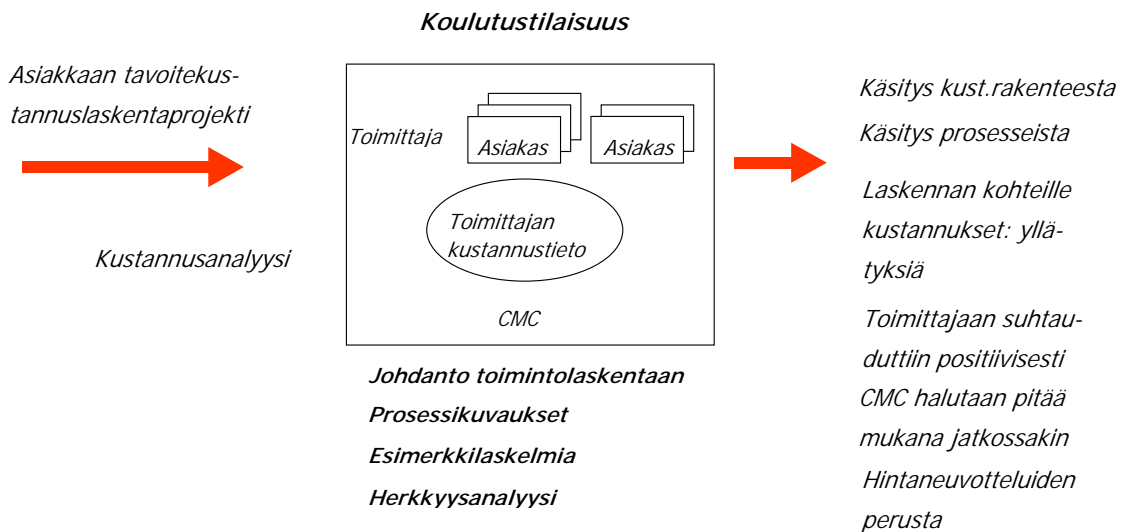 Koulutustilaisuus
Asiakkaan tavoitekus-
tannuslaskentaprojekti
Kustannusanalyysi
Toimittaja
Asiakas
Asiakas
Toimittajan
kustannustieto
CMC
Johdanto toimintolaskentaan
Prosessikuvaukset
Esimerkkilaskelmia
Herkkyysanalyysi
Käsitys kust.rakenteesta
Käsitys prosesseista
Laskennan kohteille
kustannukset: yllä-
tyksiä
Toimittajaan suhtau-
duttiin positiivisesti
CMC halutaan pitää
mukana jatkossakin
Hintaneuvotteluiden
perusta